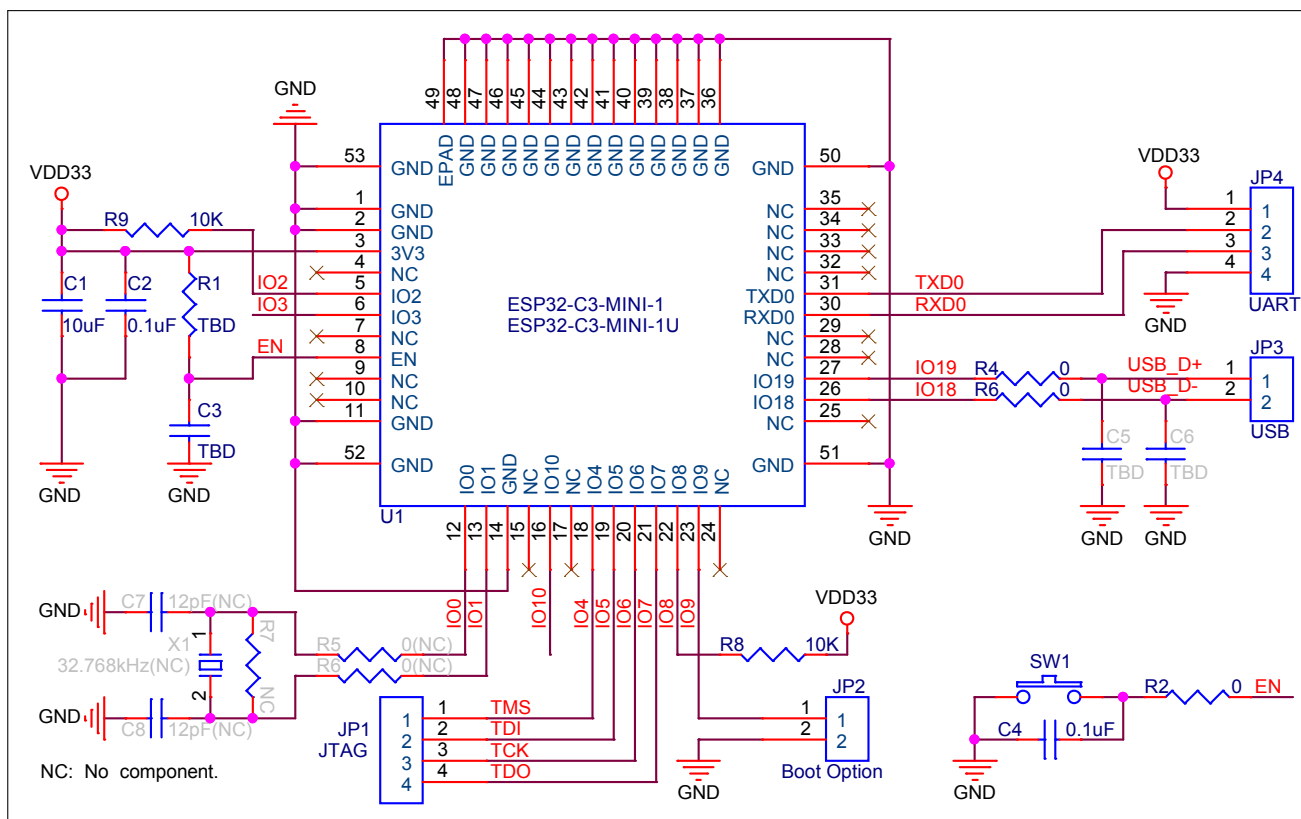 49 48 47 46 45 44 43 42 41 40 39 38 37 36
EPAD GND GND GND GND GND GND GND GND GND GND GND GND GND
GND
53 GND
GND 50
VDD33
R9 10K
1 GND
2 GND
3 3V3
4 NC
5 IO2
6 IO3
7 NC
8 EN
9 NC
10 NC
11 GND
52 GND
IO2
IO3
EN
C1
10uF
C2
0.1uF
R1
TBD
C3
TBD
GND
GND
ESP32-C3-MINI-1
ESP32-C3-MINI-1U
NC 35
NC 34
NC 33
NC 32
TXD0 31
RXD0 30
NC 29
NC 28
IO19 27
IO18 26
NC 25
GND 51
TXD0
RXD0
VDD33
JP4
1 1
2 2
3 3
4 4
UART
GND
IO19 R4 0 USB_D+
IO18 R6 0 USB_D-
JP3
1 1
2 2
USB
C5
TBD
C6
TBD
GND
GND
GND
U1
IO0 IO1 GND NC IO10 NC IO4 IO5 IO6 IO7 IO8 IO9 NC
12 13 14 15 16 17 18 19 20 21 22 23 24
IO0 IO1 IO10 IO4 IO5 IO6 IO7 IO8 IO9
GND C7 12pF(NC)
X1
1
32.768kHz(NC)
2
R7
NC
GND C8 12pF(NC)
R5 0(NC)
R6 0(NC)
JP1
JTAG
1 1 TMS
2 2 TDI
3 3 TCK
4 4 TDO
R8 10K
VDD33
JP2
1 1
2 2
Boot Option
GND
SW1
R2 0 EN
C4 0.1uF
GND
NC: No component.